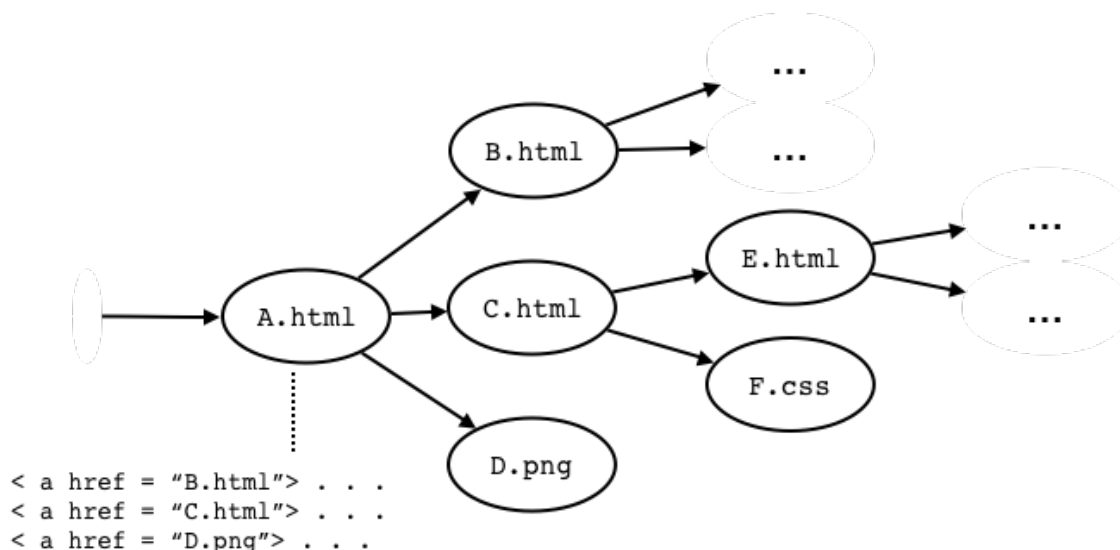 ...
B.html
...
E.html
...
A.html
C.html
...
F.css
D.png
< a href = “B.html”> . . .
< a href = “C.html”> . . .
< a href = “D.png”> . . .